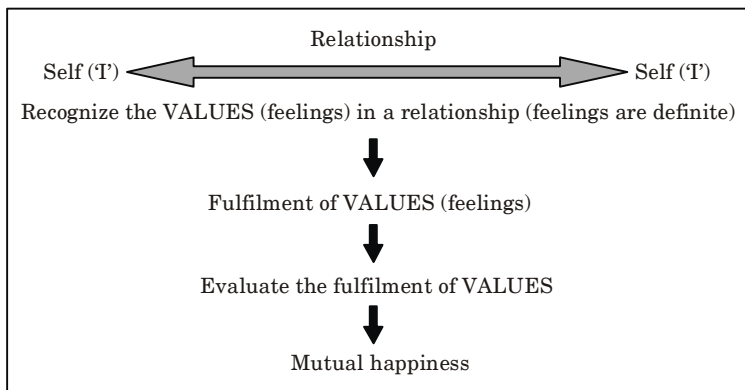 Relationship
Self (‘I’) Self (‘I’)
Recognize the VALUES (feelings) in a relationship (feelings are definite)
Fulfilment of VALUES (feelings)
Evaluate the fulfilment of VALUES
Mutual happiness